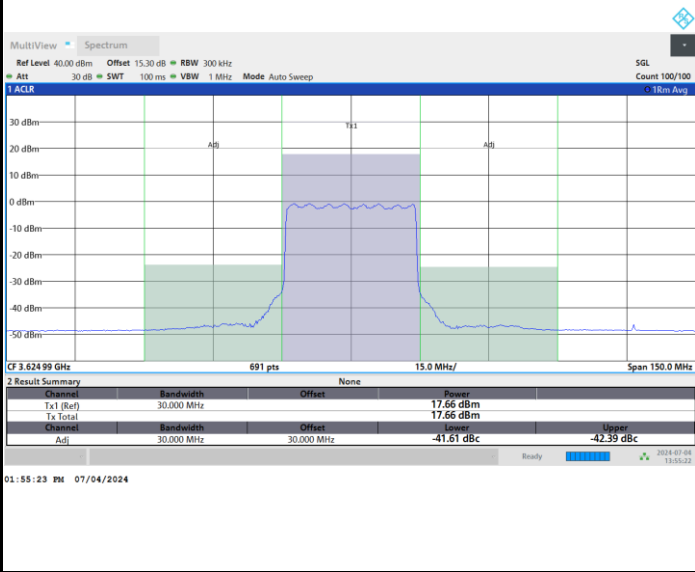 MultiView Spectrum
Ref Level 40.00 dBm Offset 15.30 dB RBW 300 kHz SGL
Att 30 dB SWT 100 ms VBW 1 MHz Mode Auto Sweep Count 100/100
1 ACLR 1Rm Avg
30 dBm
Tx1
20 dBm
Adj Adj
10 dBm
0 dBm
-10 dBm
-20 dBm
-30 dBm
-40 dBm
-50 dBm
CF 3.624 99 GHz 691 pts 15.0 MHz/ Span 150.0 MHz
2 Result Summary None
Channel Bandwidth Offset Power
Tx1 (Ref) 30.000 MHz 17.66 dBm
Tx Total 17.66 dBm
Channel Bandwidth Offset Lower Upper
Adj 30.000 MHz 30.000 MHz -41.61 dBc -42.39 dBc
Ready 2024-07-04
13:55:22
01:55:23 PM 07/04/2024